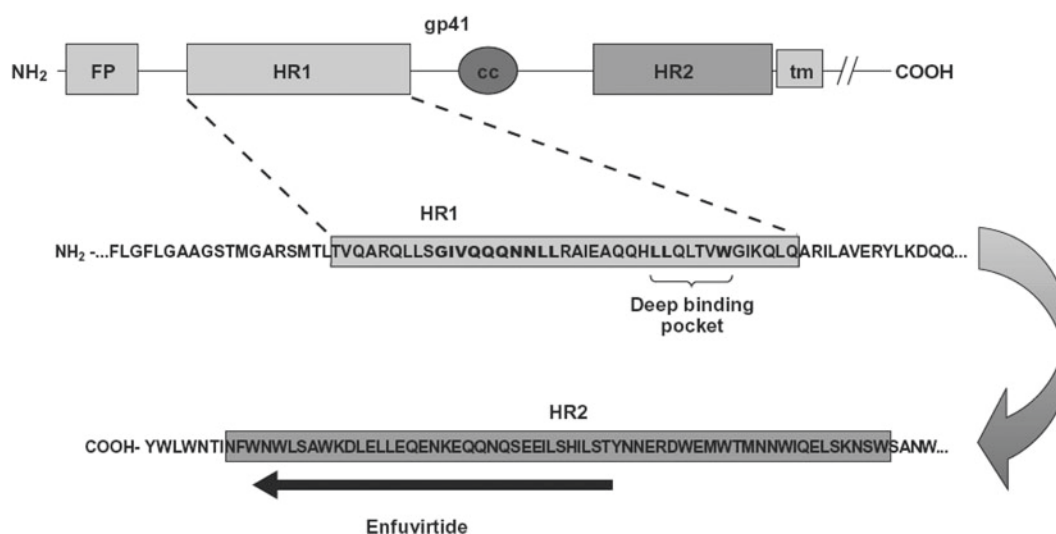 gp41
NH2 FP HR1 cc HR2 tm COOH
HR1
NH2 -...FLGFLGAAGSTMGARSMTLTVQARQLLSGIVQQQNNLLRAIEAQQHLLQLTVWGIKQLQARILAVERYLKDQQ...
Deep binding
pocket
HR2
COOH- YWLWNTINFWNWLSAWKDLELLEQENKEQQNQSEEILSHILSTYNNERDWEMWTMNNWIQELSKNSWSANW...
Enfuvirtide